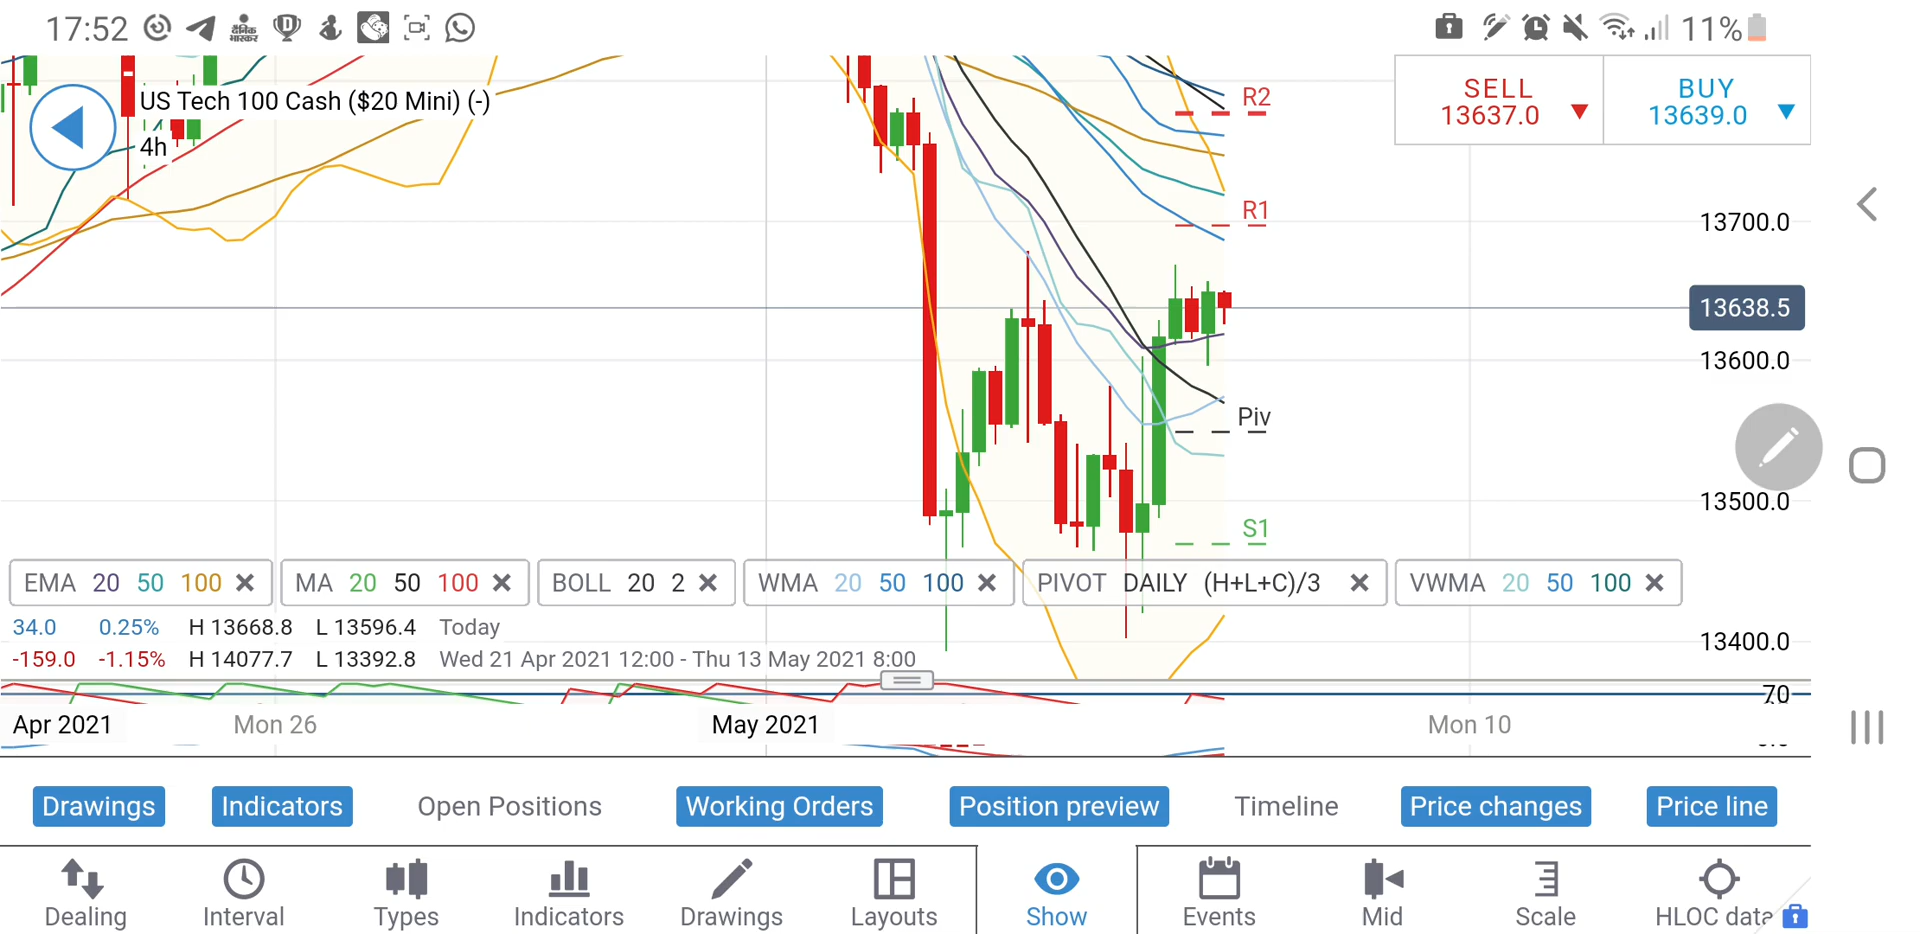 17:52
दैनिक
भास्कर
D
11%
US Tech 100 Cash ($20 Mini) (-)
4h
SELL
13637.0
BUY
13639.0
R2
R1
13700.0
13638.5
13600.0
Piv
13500.0
S1
EMA 20 50 100
MA 20 50 100
BOLL 20 2
WMA 20 50 100
PIVOT DAILY (H+L+C)/3
VWMA 20 50 100
34.0 0.25% H 13668.8 L 13596.4 Today
13400.0
-159.0 -1.15% H 14077.7 L 13392.8 Wed 21 Apr 2021 12:00 - Thu 13 May 2021 8:00
70
Apr 2021 Mon 26 May 2021 Mon 10
Drawings Indicators Open Positions Working Orders Position preview Timeline Price changes Price line
Dealing Interval Types Indicators Drawings Layouts Show Events Mid Scale HLOC data